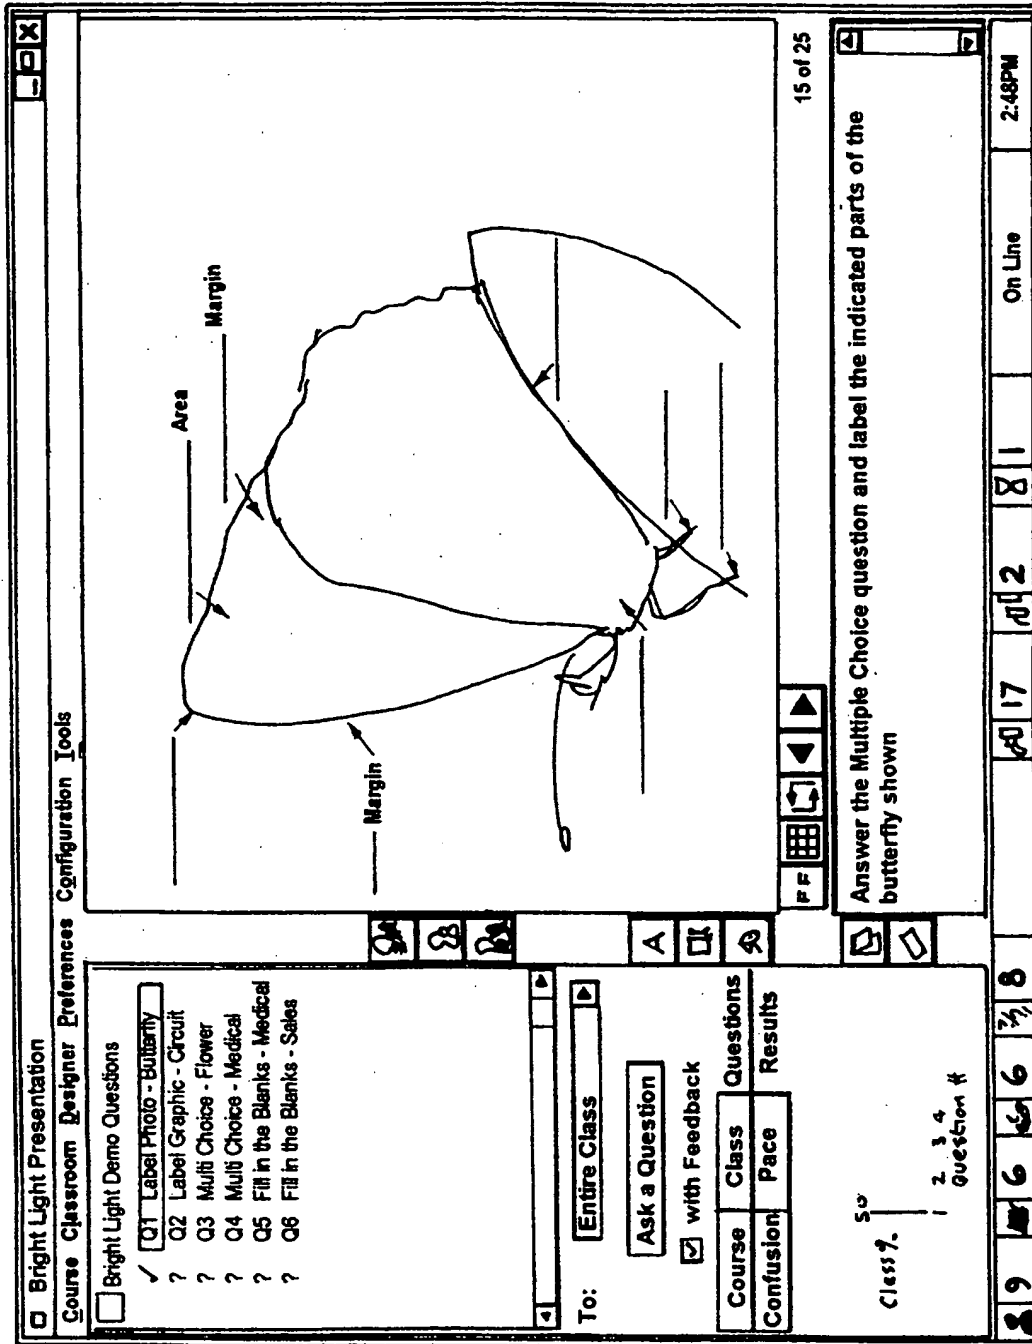 Bright Light Presentation
Course Classroom Designer Preferences Configuration Tools
Bright Light Demo Questions
✓ Q1 Label Photo - Butterfly
? Q2 Label Graphic - Circuit
? Q3 Multi Choice - Flower
? Q4 Multi Choice - Medical
? Q5 Fill in the Blanks - Medical
? Q6 Fill in the Blanks - Sales
To: Entire Class
Ask a Question
with Feedback
Course Class Questions
Confusion Pace Results
Class %
50
1 2 3 4
Question #
A
Area
Margin
Margin
FF
15 of 25
Answer the Multiple Choice question and label the indicated parts of the
butterfly shown
8 9 6 6 8 17 2 1 On Line 2:48PM